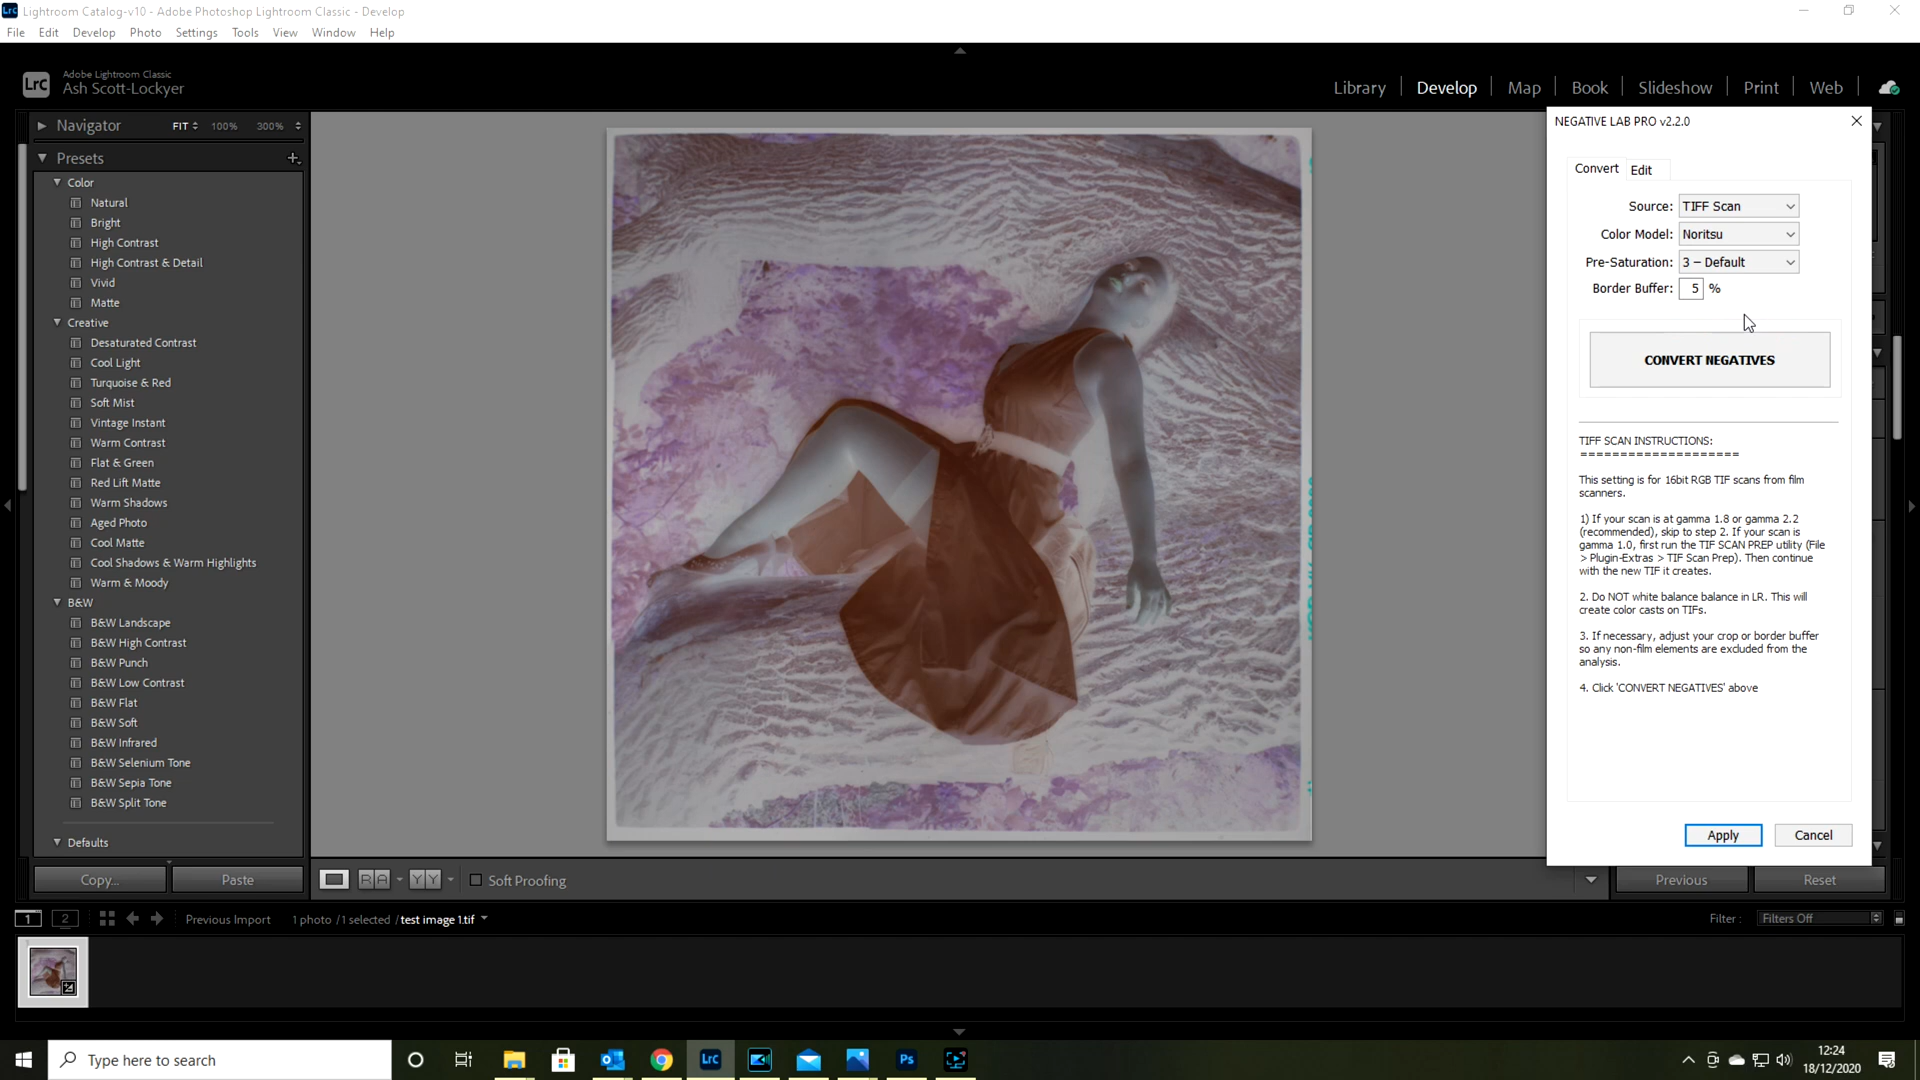 Lightroom Catalog-v10 - Adobe Photoshop Lightroom Classic - Develop
File Edit Develop Photo Settings Tools View Window Help
Lrc
Adobe Lightroom Classic
Ash Scott-Lockyer
Library Develop Map Book Slideshow Print Web
Navigator FIT 100% 300%
Presets
Color
Natural
Bright
High Contrast
High Contrast & Detail
Vivid
Matte
Creative
Desaturated Contrast
Cool Light
Turquoise & Red
Soft Mist
Vintage Instant
Warm Contrast
Flat & Green
Red Lift Matte
Warm Shadows
Aged Photo
Cool Matte
Cool Shadows & Warm Highlights
Warm & Moody
B&W
B&W Landscape
B&W High Contrast
B&W Punch
B&W Low Contrast
B&W Flat
B&W Soft
B&W Infrared
B&W Selenium Tone
B&W Sepia Tone
B&W Split Tone
Defaults
Copy... Paste
NEGATIVE LAB PRO v2.2.0
Convert Edit
Source: TIFF Scan
Color Model: Noritsu
Pre-Saturation: 3 – Default
Border Buffer: 5 %
CONVERT NEGATIVES
TIFF SCAN INSTRUCTIONS:
====================
This setting is for 16bit RGB TIF scans from film
scanners.
1) If your scan is at gamma 1.8 or gamma 2.2
(recommended), skip to step 2. If your scan is
gamma 1.0, first run the TIF SCAN PREP utility (File
> Plugin-Extras > TIF Scan Prep). Then continue
with the new TIF it creates.
2. Do NOT white balance balance in LR. This will
create color casts on TIFs.
3. If necessary, adjust your crop or border buffer
so any non-film elements are excluded from the
analysis.
4. Click 'CONVERT NEGATIVES' above
Apply Cancel
R A Y Y Soft Proofing
Previous Reset
1 2 Previous Import 1 photo / 1 selected / test image 1.tif Filter : Filters Off
Type here to search
Lrc Ps
12:24
18/12/2020